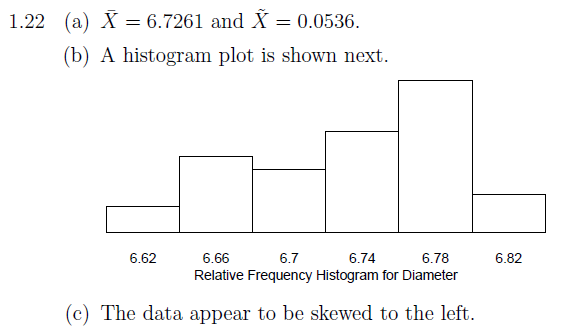 1.22 (a) X̄ = 6.7261 and X̃ = 0.0536.
(b) A histogram plot is shown next.
6.62 6.66 6.7 6.74 6.78 6.82
Relative Frequency Histogram for Diameter
(c) The data appear to be skewed to the left.